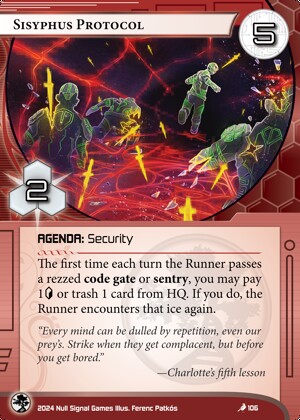 Sisyphus Protocol
5
2
AGENDA: Security
The first time each turn the Runner passes
a rezzed code gate or sentry, you may pay
1 or trash 1 card from HQ. If you do, the
Runner encounters that ice again.
“Every mind can be dulled by repetition, even our
prey’s. Strike when they get complacent, but before
you get bored.”
—Charlotte’s fifth lesson
2024 Null Signal Games Illus. Ferenc Patkós
106